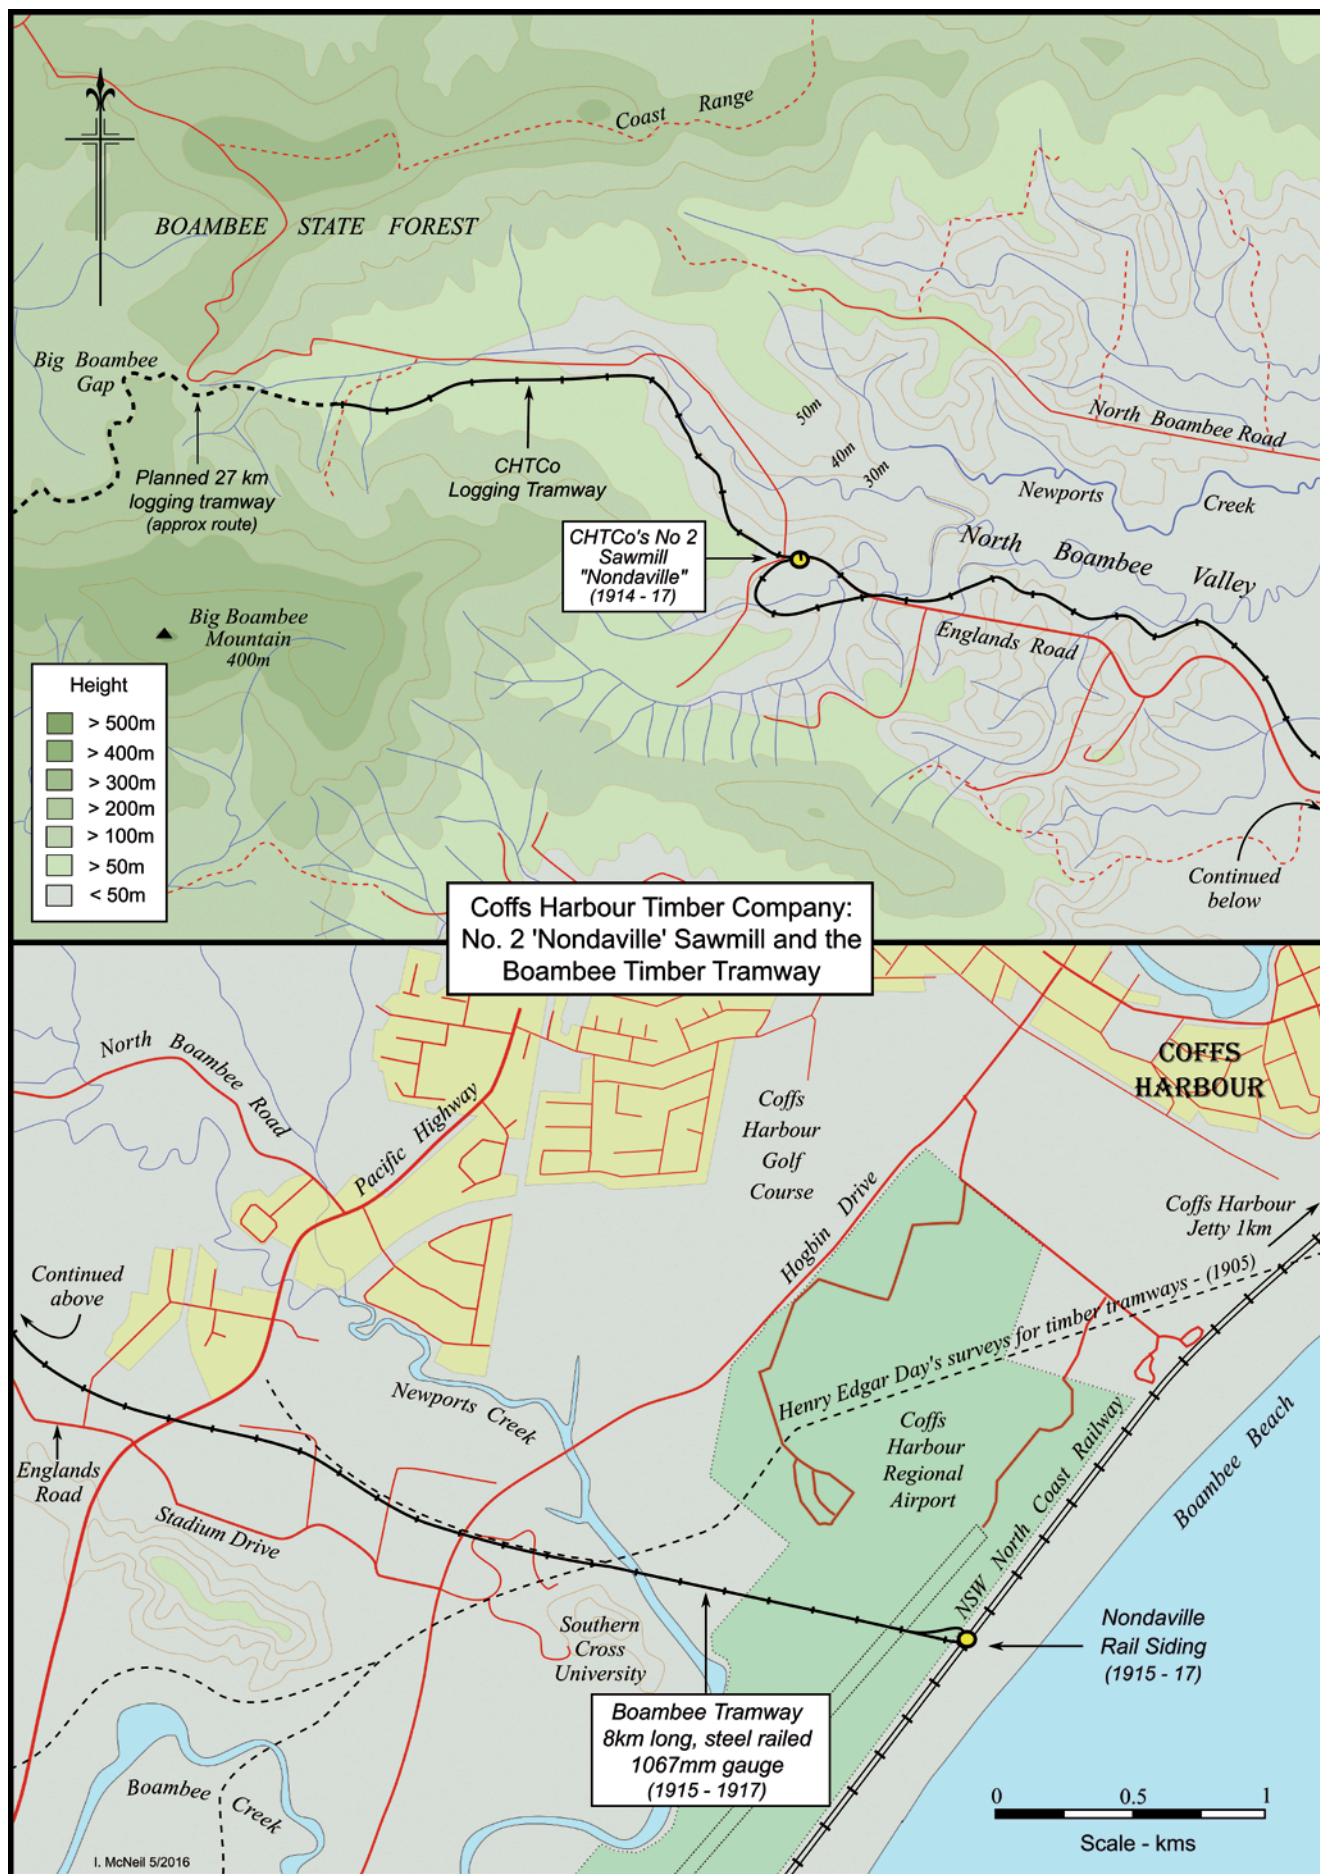 Coast Range
BOAMBEE STATE FOREST
Big Boambee
Gap
Planned 27 km
logging tramway
(approx route)
CHTCo
Logging Tramway
50m
40m
30m
North Boambee Road
Newports Creek
CHTCo's No 2
Sawmill
"Nondaville"
(1914 - 17)
North Boambee Valley
Englands Road
Big Boambee
Mountain
400m
Height
> 500m
> 400m
> 300m
> 200m
> 100m
> 50m
< 50m
Continued
below
Coffs Harbour Timber Company:
No. 2 'Nondaville' Sawmill and the
Boambee Timber Tramway
North Boambee Road
Pacific Highway
Coffs
Harbour
Golf
Course
COFFS
HARBOUR
Hogbin Drive
Coffs Harbour
Jetty 1km
Continued
above
Henry Edgar Day's surveys for timber tramways - (1905)
Newports Creek
Coffs
Harbour
Regional
Airport
NSW North Coast Railway
Boambee Beach
Englands
Road
Stadium Drive
Southern
Cross
University
Nondaville
Rail Siding
(1915 - 17)
Boambee Tramway
8km long, steel railed
1067mm gauge
(1915 - 1917)
Boambee Creek
0 0.5 1
Scale - kms
I. McNeil 5/2016